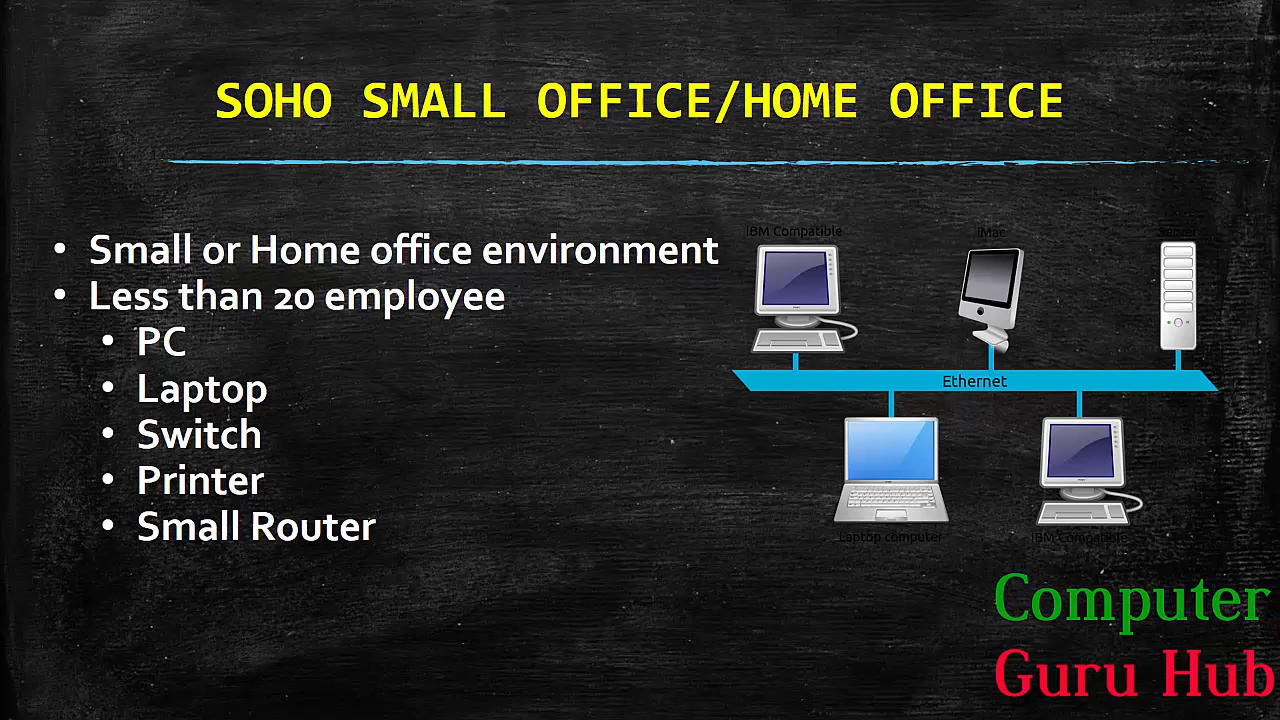 SOHO SMALL OFFICE/HOME OFFICE
• Small or Home office environment
• Less than 20 employee
• PC
• Laptop
• Switch
• Printer
• Small Router
IBM Compatible
iMac
Server
Ethernet
Laptop computer
IBM Compatible
Computer
Guru Hub